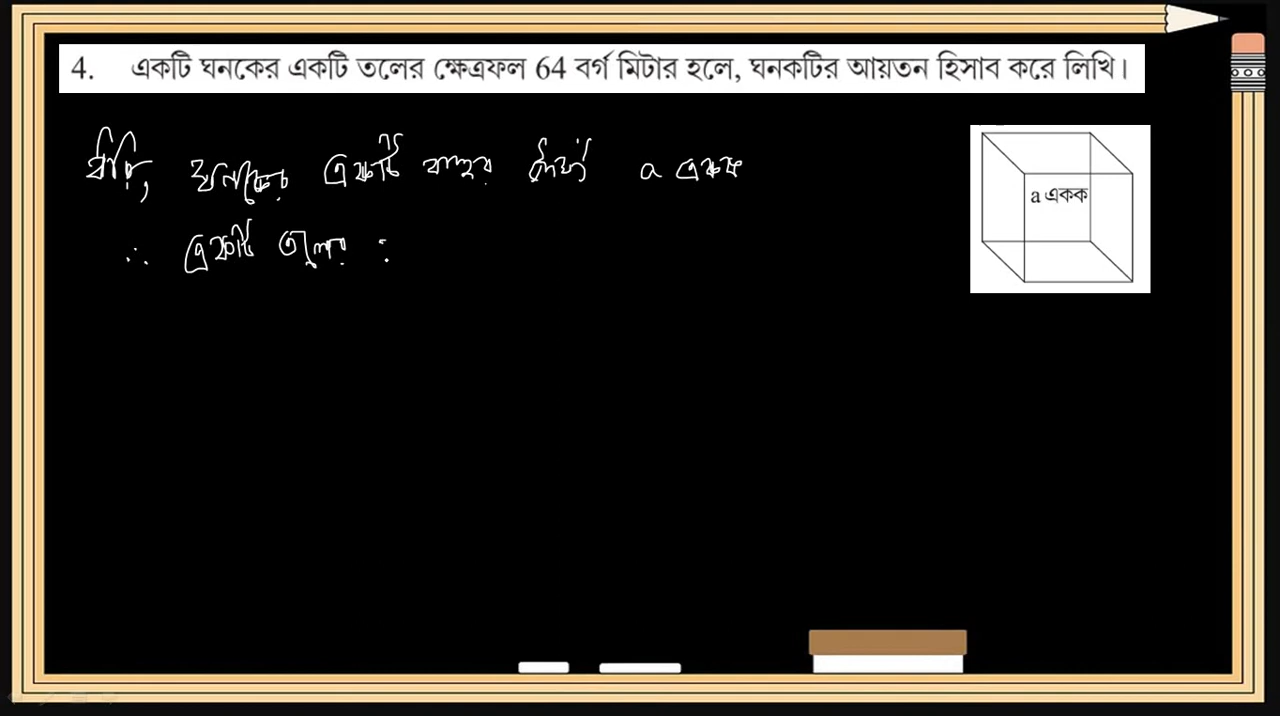 4. একটি ঘনকের একটি তলের ক্ষেত্রফল 64 বর্গ মিটার হলে, ঘনকটির আয়তন হিসাব করে লিখি।
ধরি, ঘনকের একটি বাহুর দৈর্ঘ্য a একক
a একক
∴ একটি তলের :